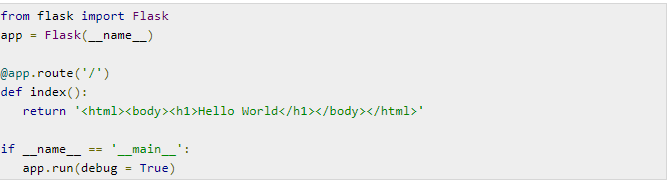 from flask import Flask
app = Flask(__name__)

@app.route('/')
def index():
   return '<html><body><h1>Hello World</h1></body></html>'

if __name__ == '__main__':
   app.run(debug = True)